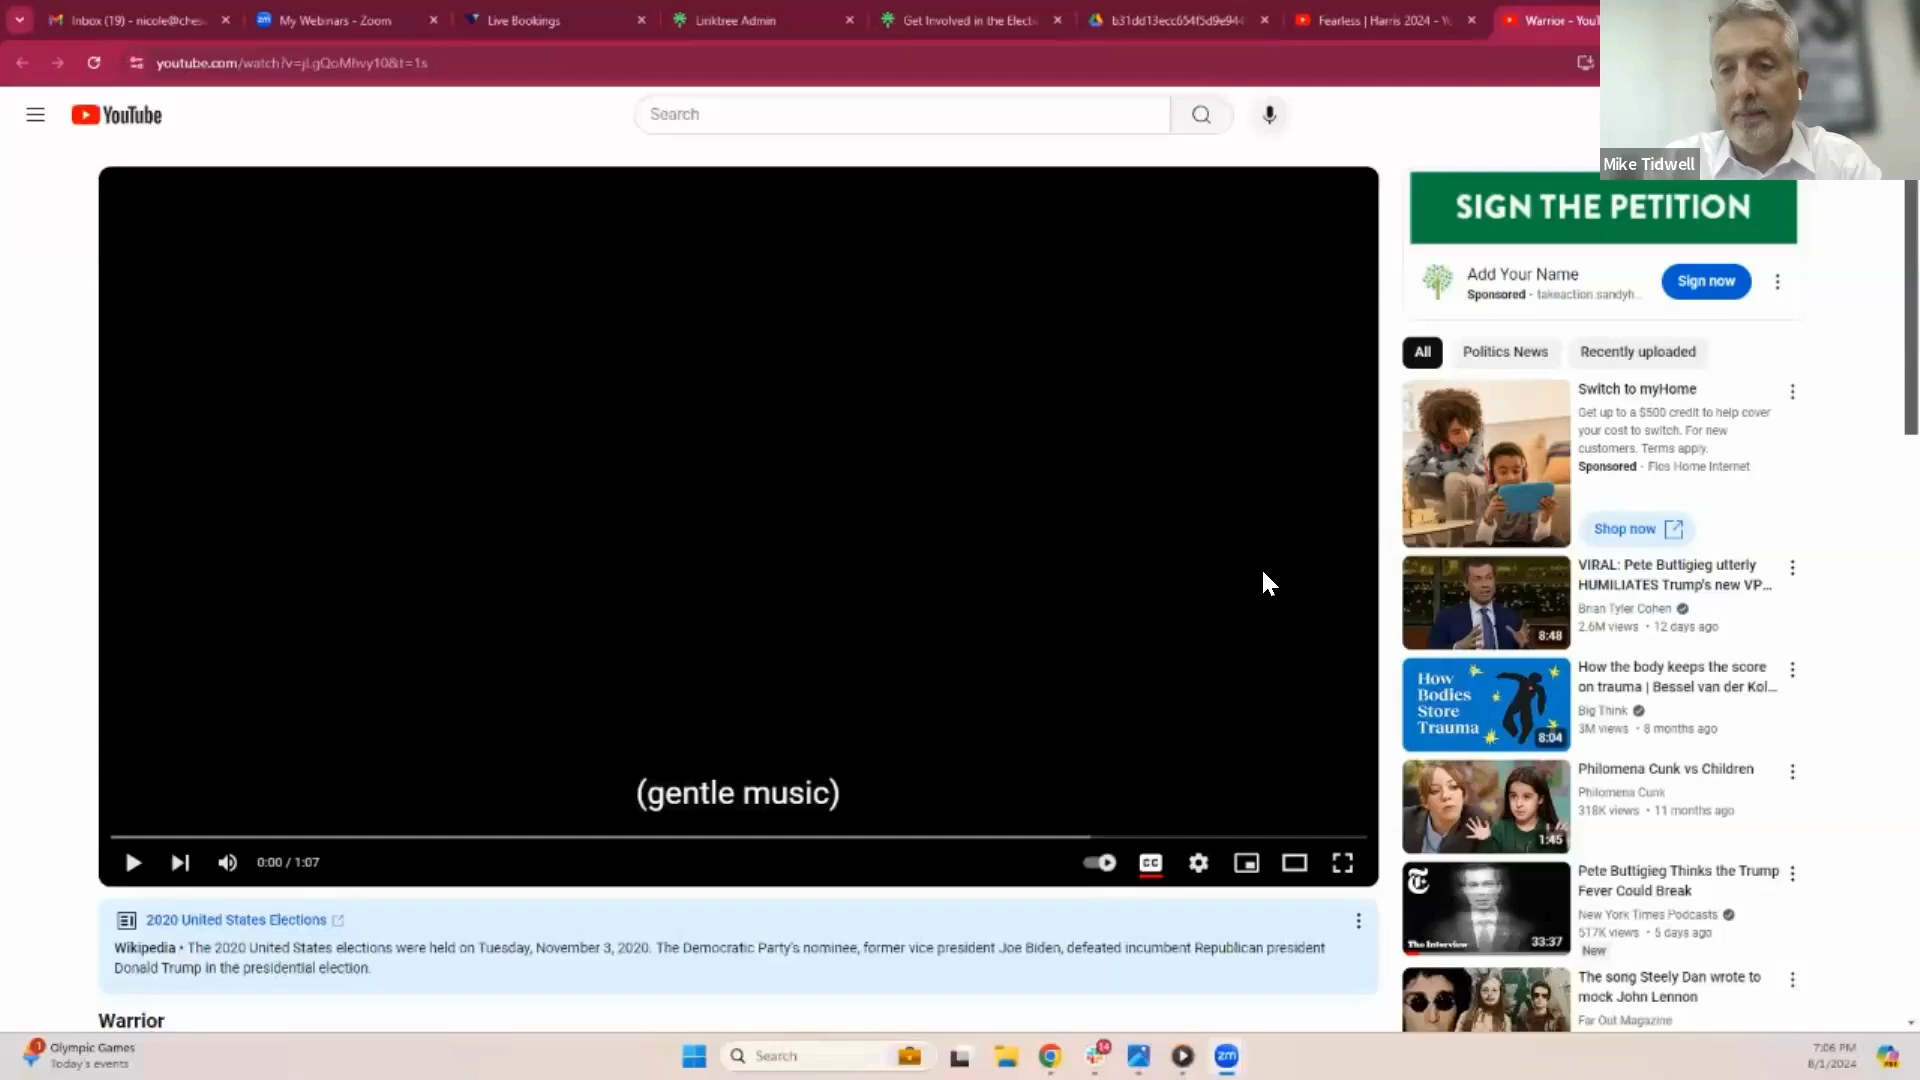 Inbox (19) - nicole@ches
My Webinars - Zoom
Live Bookings
Linktree Admin
Get Involved in the Electi
b31dd13ecc654f5d9e944
Fearless | Harris 2024 - Y
Warrior - You
youtube.com/watch?v=jLgQoMhvy10&t=1s
YouTube
Search
Mike Tidwell
SIGN THE PETITION
Add Your Name
Sponsored · takeaction.sandyh...
Sign now
All
Politics News
Recently uploaded
Switch to myHome
Get up to a $500 credit to help cover
your cost to switch. For new
customers. Terms apply.
Sponsored · Fios Home Internet
Shop now
VIRAL: Pete Buttigieg utterly
HUMILIATES Trump's new VP...
Brian Tyler Cohen
2.6M views • 12 days ago
8:48
How
Bodies
Store
Trauma
8:04
How the body keeps the score
on trauma | Bessel van der Kol...
Big Think
3M views • 8 months ago
Philomena Cunk vs Children
Philomena Cunk
318K views • 11 months ago
1:45
Pete Buttigieg Thinks the Trump
Fever Could Break
New York Times Podcasts
517K views • 5 days ago
New
The Interview
33:37
The song Steely Dan wrote to
mock John Lennon
Far Out Magazine
(gentle music)
0:00 / 1:07
CC
2020 United States Elections
Wikipedia • The 2020 United States elections were held on Tuesday, November 3, 2020. The Democratic Party's nominee, former vice president Joe Biden, defeated incumbent Republican president
Donald Trump in the presidential election.
Warrior
1
Olympic Games
Today's events
Search
14
zm
7:06 PM
8/1/2024